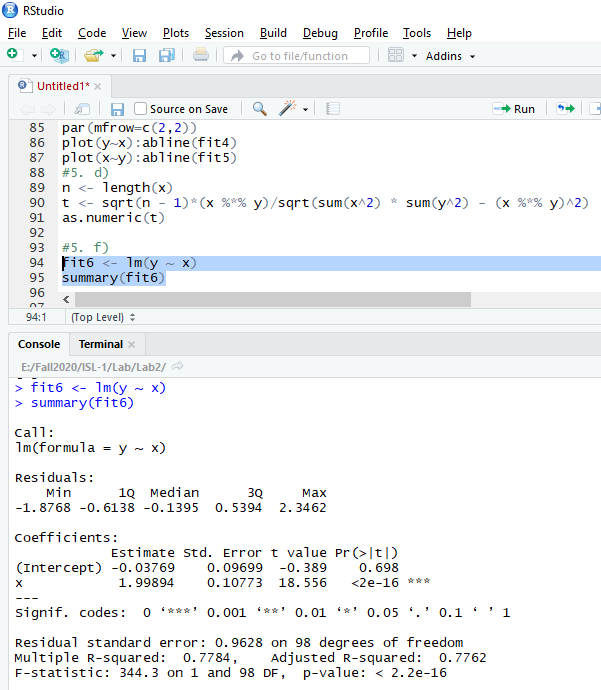 RStudio
File Edit Code View Plots Session Build Debug Profile Tools Help
Go to file/function Addins
Untitled1*
Source on Save Run
85 par(mfrow=c(2,2))
86 plot(y~x):abline(fit4)
87 plot(x~y):abline(fit5)
88 #5. d)
89 n <- length(x)
90 t <- sqrt(n - 1)*(x %*% y)/sqrt(sum(x^2) * sum(y^2) - (x %*% y)^2)
91 as.numeric(t)
92
93 #5. f)
94 fit6 <- lm(y ~ x)
95 summary(fit6)
96
97
94:1 (Top Level)
Console Terminal
E:/Fall2020/ISL-1/Lab/Lab2/
> fit6 <- lm(y ~ x)
> summary(fit6)
Call:
lm(formula = y ~ x)
Residuals:
Min 1Q Median 3Q Max
-1.8768 -0.6138 -0.1395 0.5394 2.3462
Coefficients:
Estimate Std. Error t value Pr(>|t|)
(Intercept) -0.03769 0.09699 -0.389 0.698
x 1.99894 0.10773 18.556 <2e-16 ***
---
Signif. codes: 0 ‘***’ 0.001 ‘**’ 0.01 ‘*’ 0.05 ‘.’ 0.1 ‘ ’ 1
Residual standard error: 0.9628 on 98 degrees of freedom
Multiple R-squared: 0.7784, Adjusted R-squared: 0.7762
F-statistic: 344.3 on 1 and 98 DF, p-value: < 2.2e-16